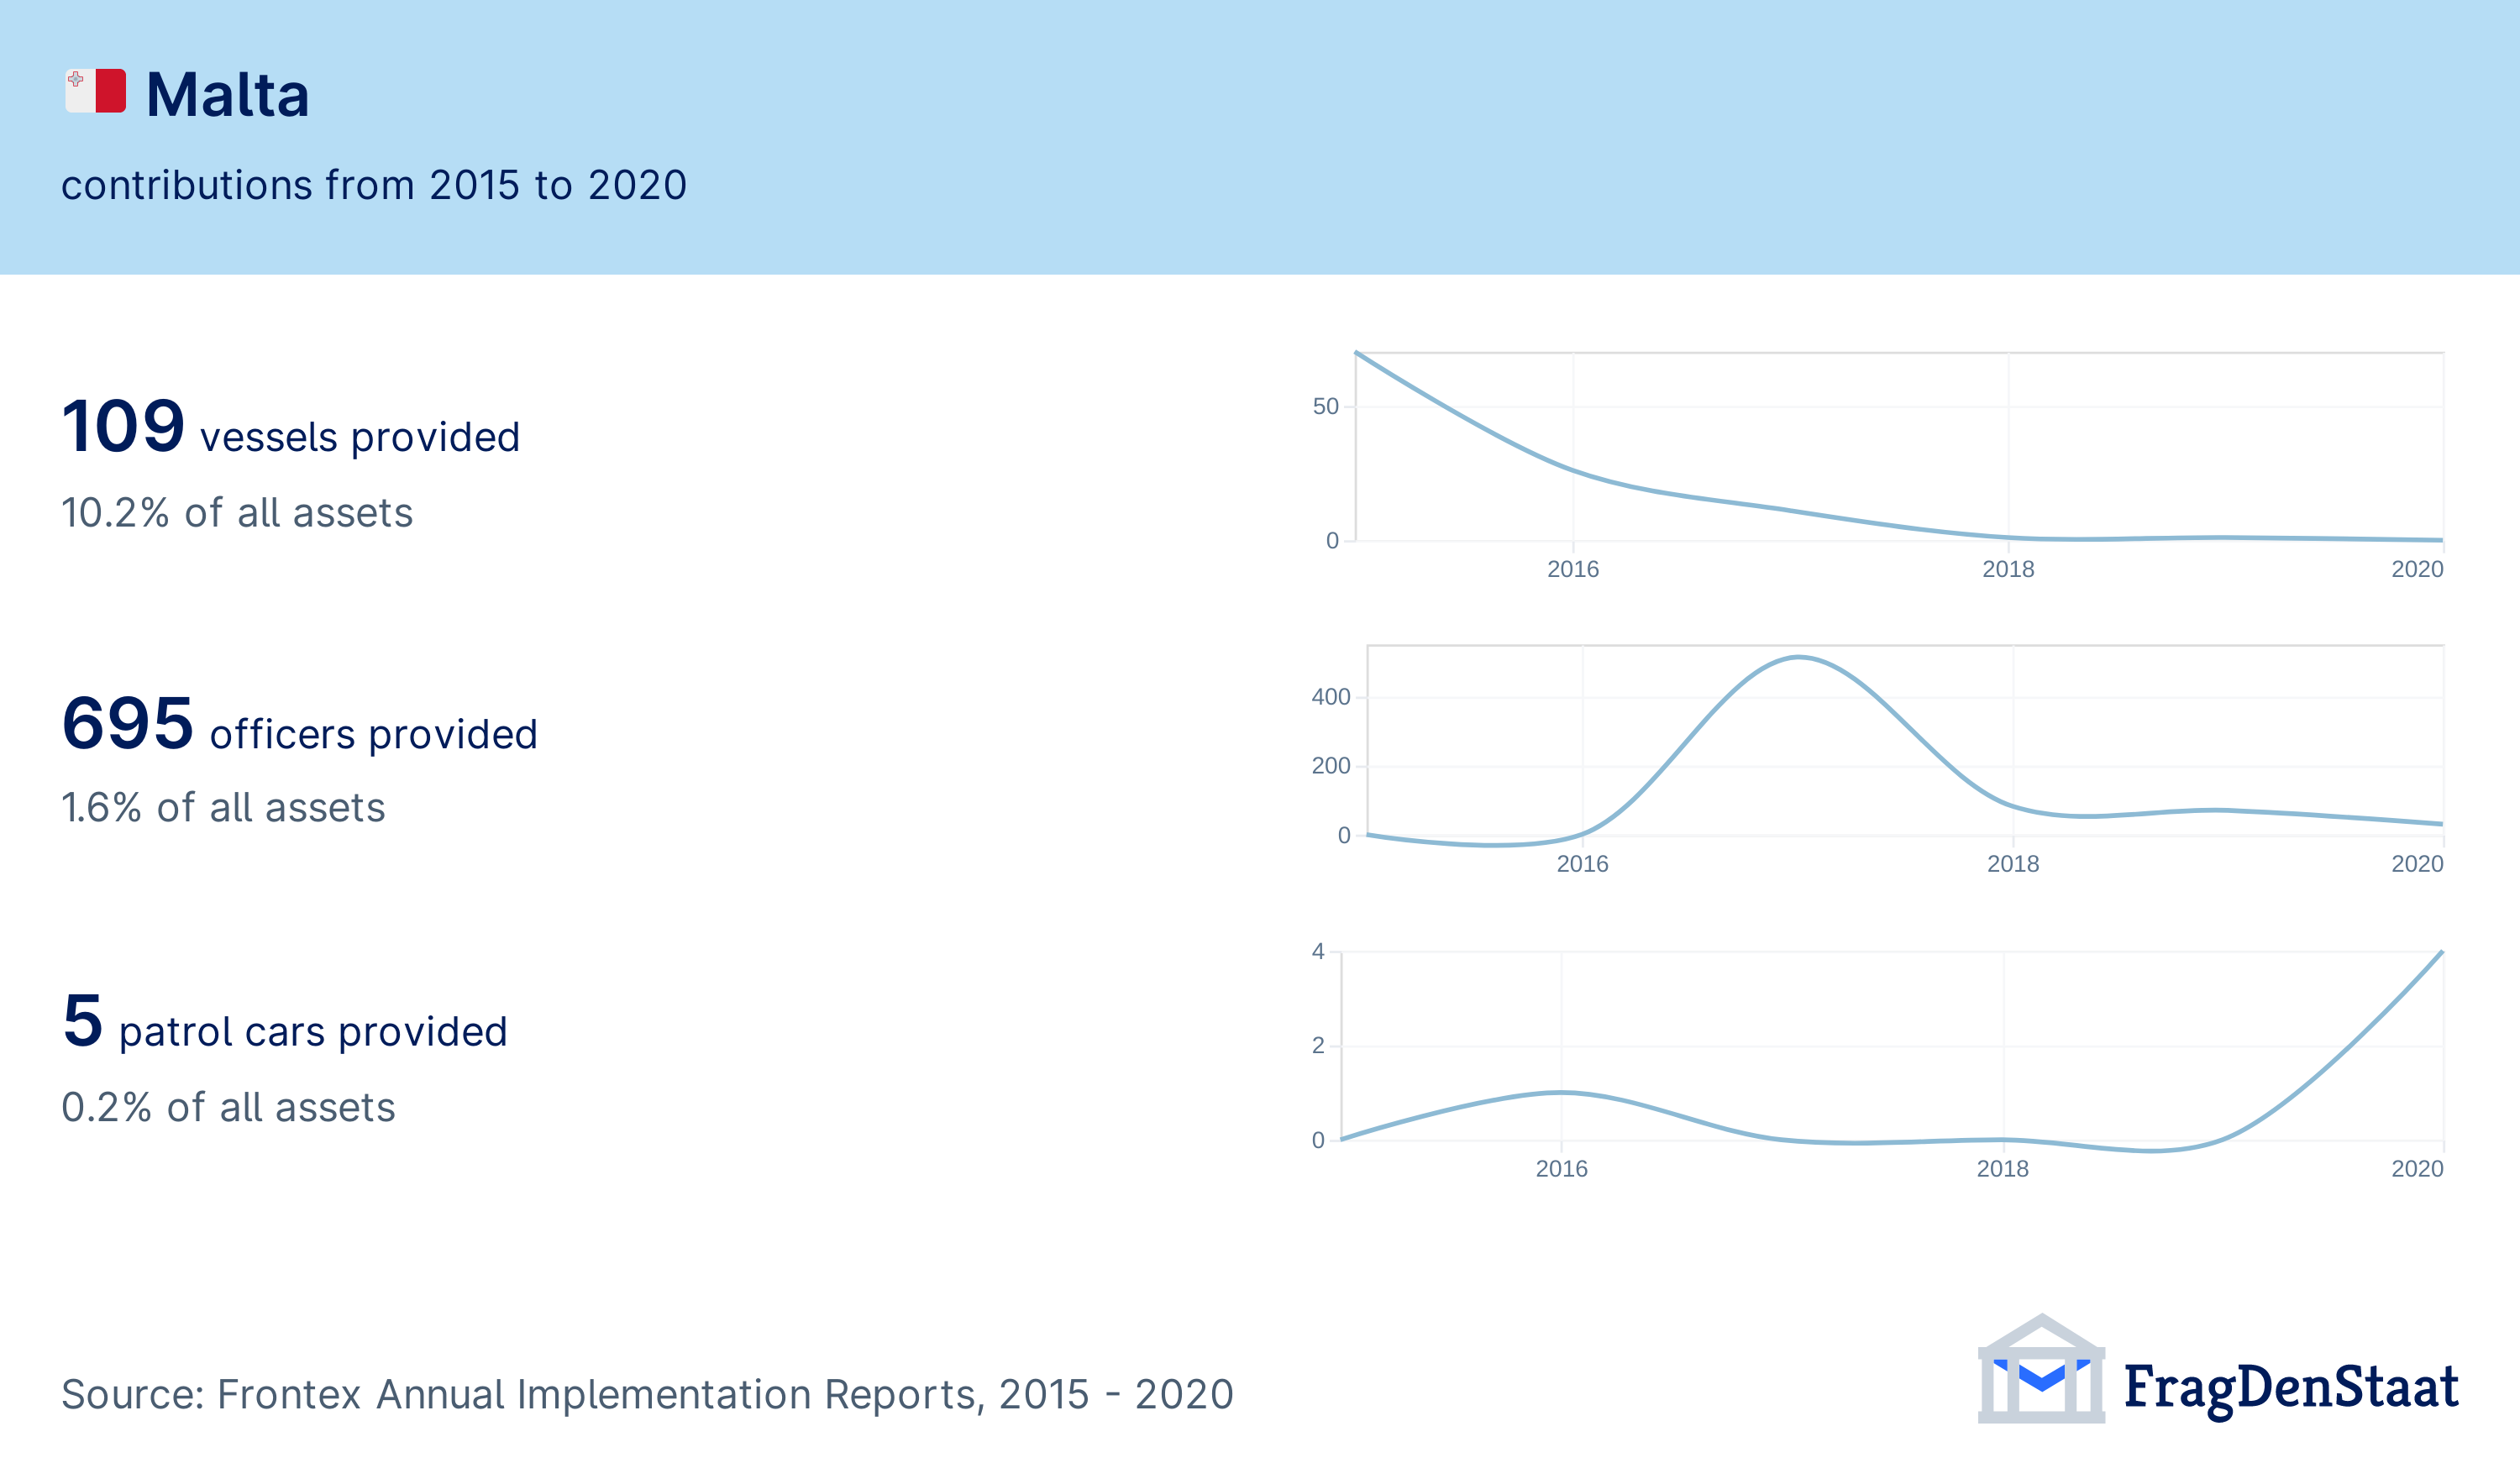 Malta
contributions from 2015 to 2020
109 vessels provided
10.2% of all assets
50
0
2016
2018
2020
695 officers provided
1.6% of all assets
400
200
0
2016
2018
2020
5 patrol cars provided
0.2% of all assets
4
2
0
2016
2018
2020
Source: Frontex Annual Implementation Reports, 2015 - 2020
FragDenStaat